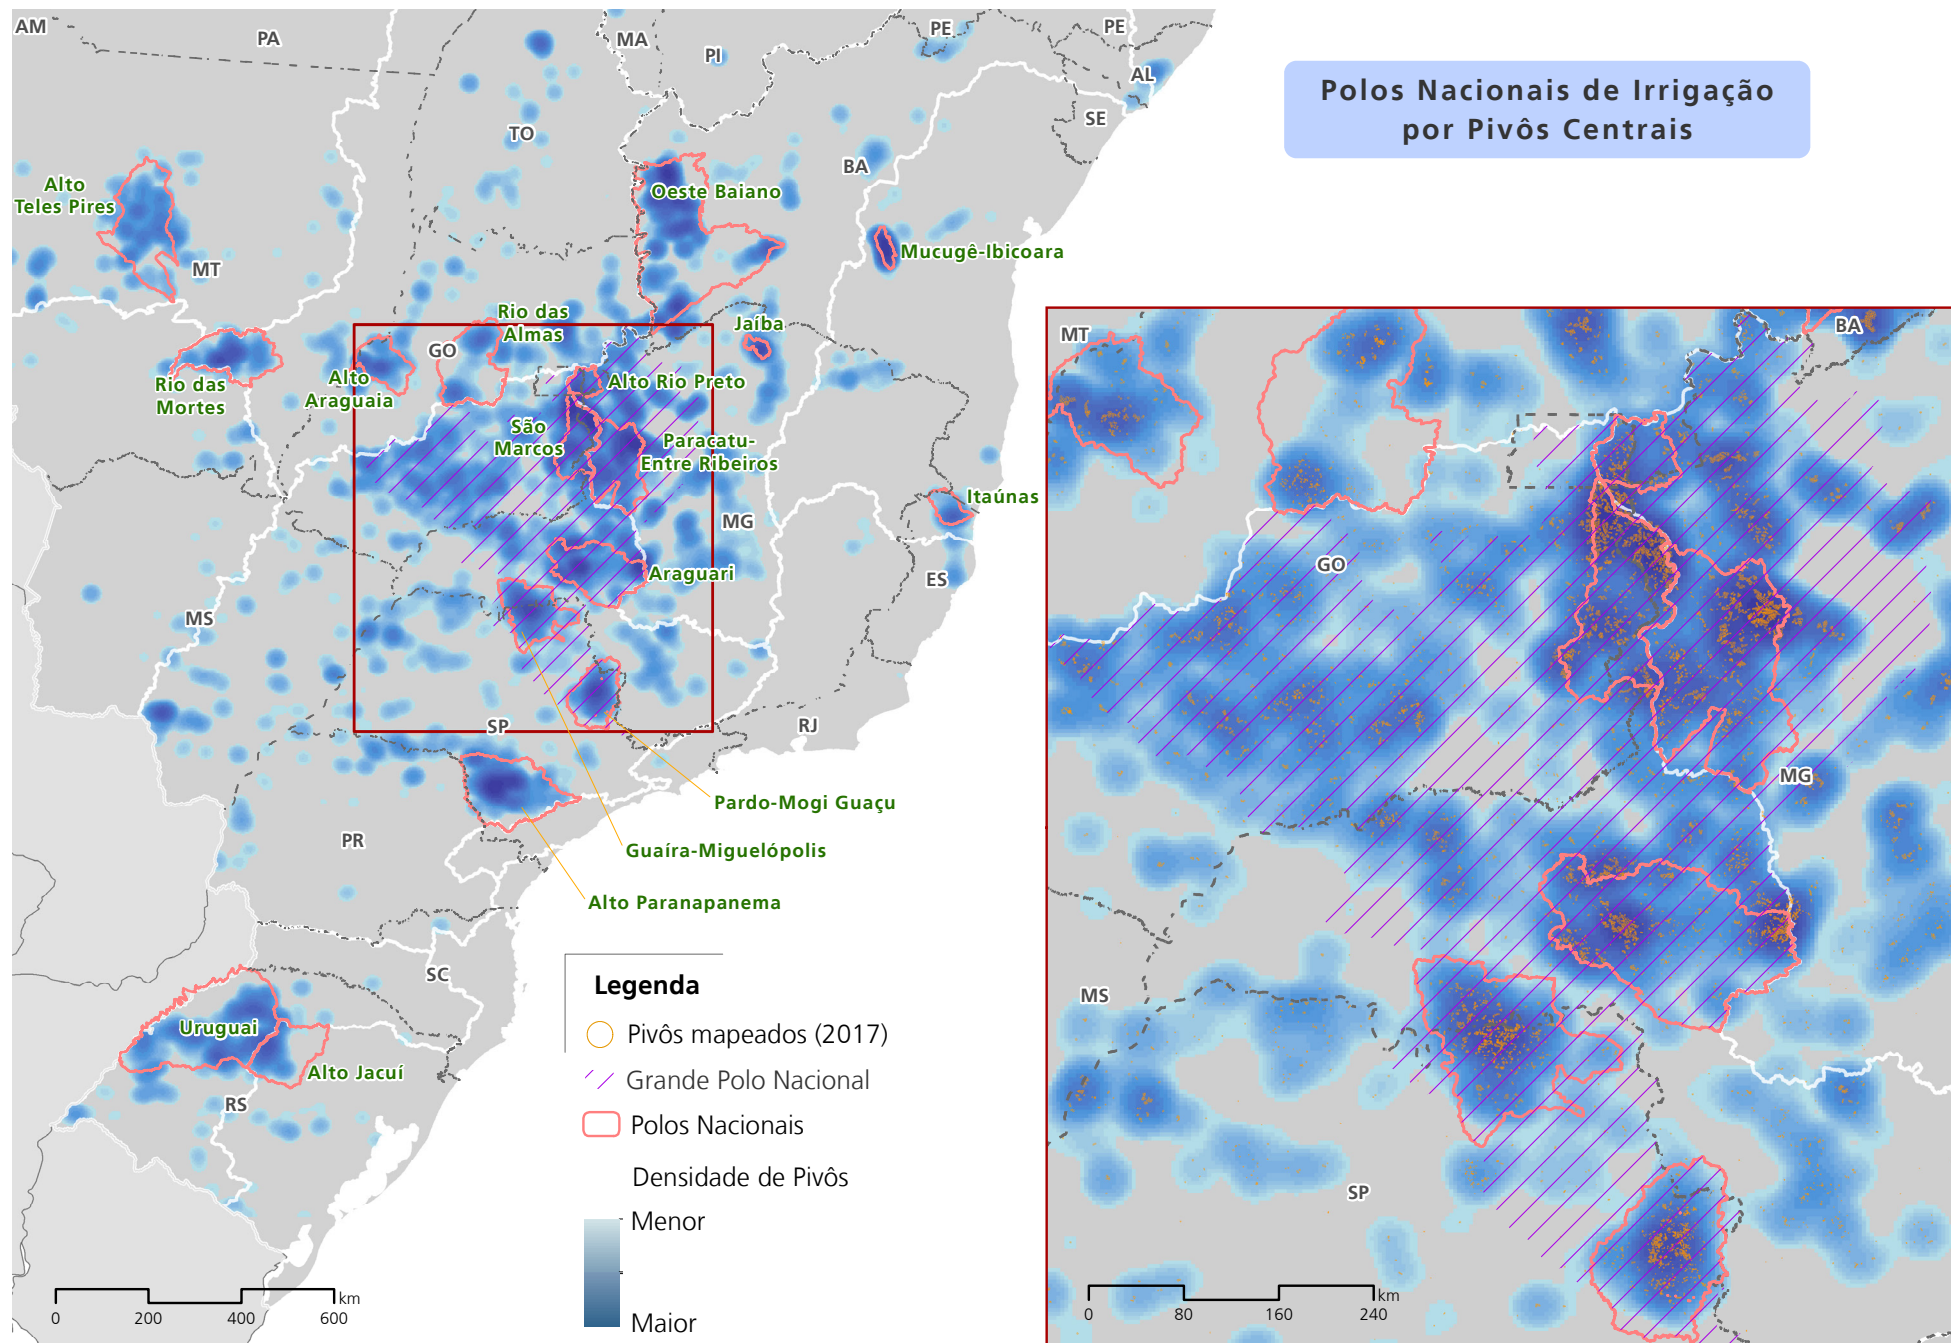 Polos Nacionais de Irrigação
por Pivôs Centrais
AM
PA
MA
PI
PE
PE
AL
SE
TO
BA
Alto
Teles Pires
MT
Oeste Baiano
Mucugê-Ibicoara
Rio das
Almas
Jaíba
GO
Rio das
Mortes
Alto
Araguaia
Alto Rio Preto
São
Marcos
Paracatu-
Entre Ribeiros
Itaúnas
MG
Araguari
ES
MS
SP
RJ
Pardo-Mogi Guaçu
PR
Guaíra-Miguelópolis
Alto Paranapanema
SC
Uruguai
Alto Jacuí
RS
0
200
400
600
km
Legenda
Pivôs mapeados (2017)
Grande Polo Nacional
Polos Nacionais
Densidade de Pivôs
Menor
Maior
MT
BA
GO
MG
MS
SP
0
80
160
240
km